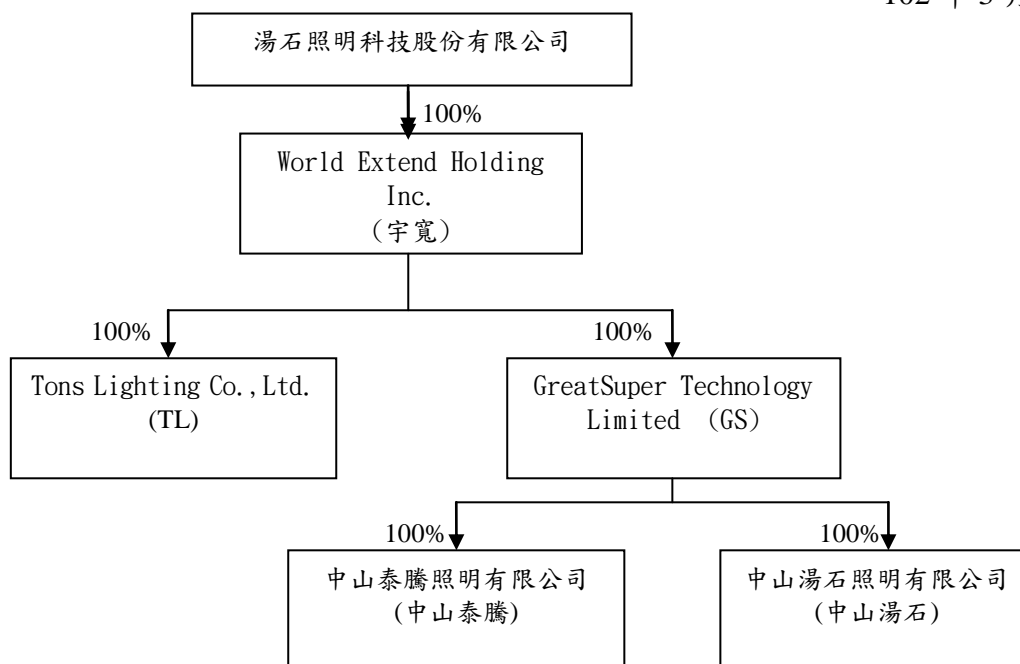 湯石照明科技股份有限公司
100%
World Extend Holding
Inc.
(宇寬)
100%
100%
Tons Lighting Co.,Ltd.
(TL)
GreatSuper Technology
Limited (GS)
100%
100%
中山泰騰照明有限公司
(中山泰騰)
中山湯石照明有限公司
(中山湯石)